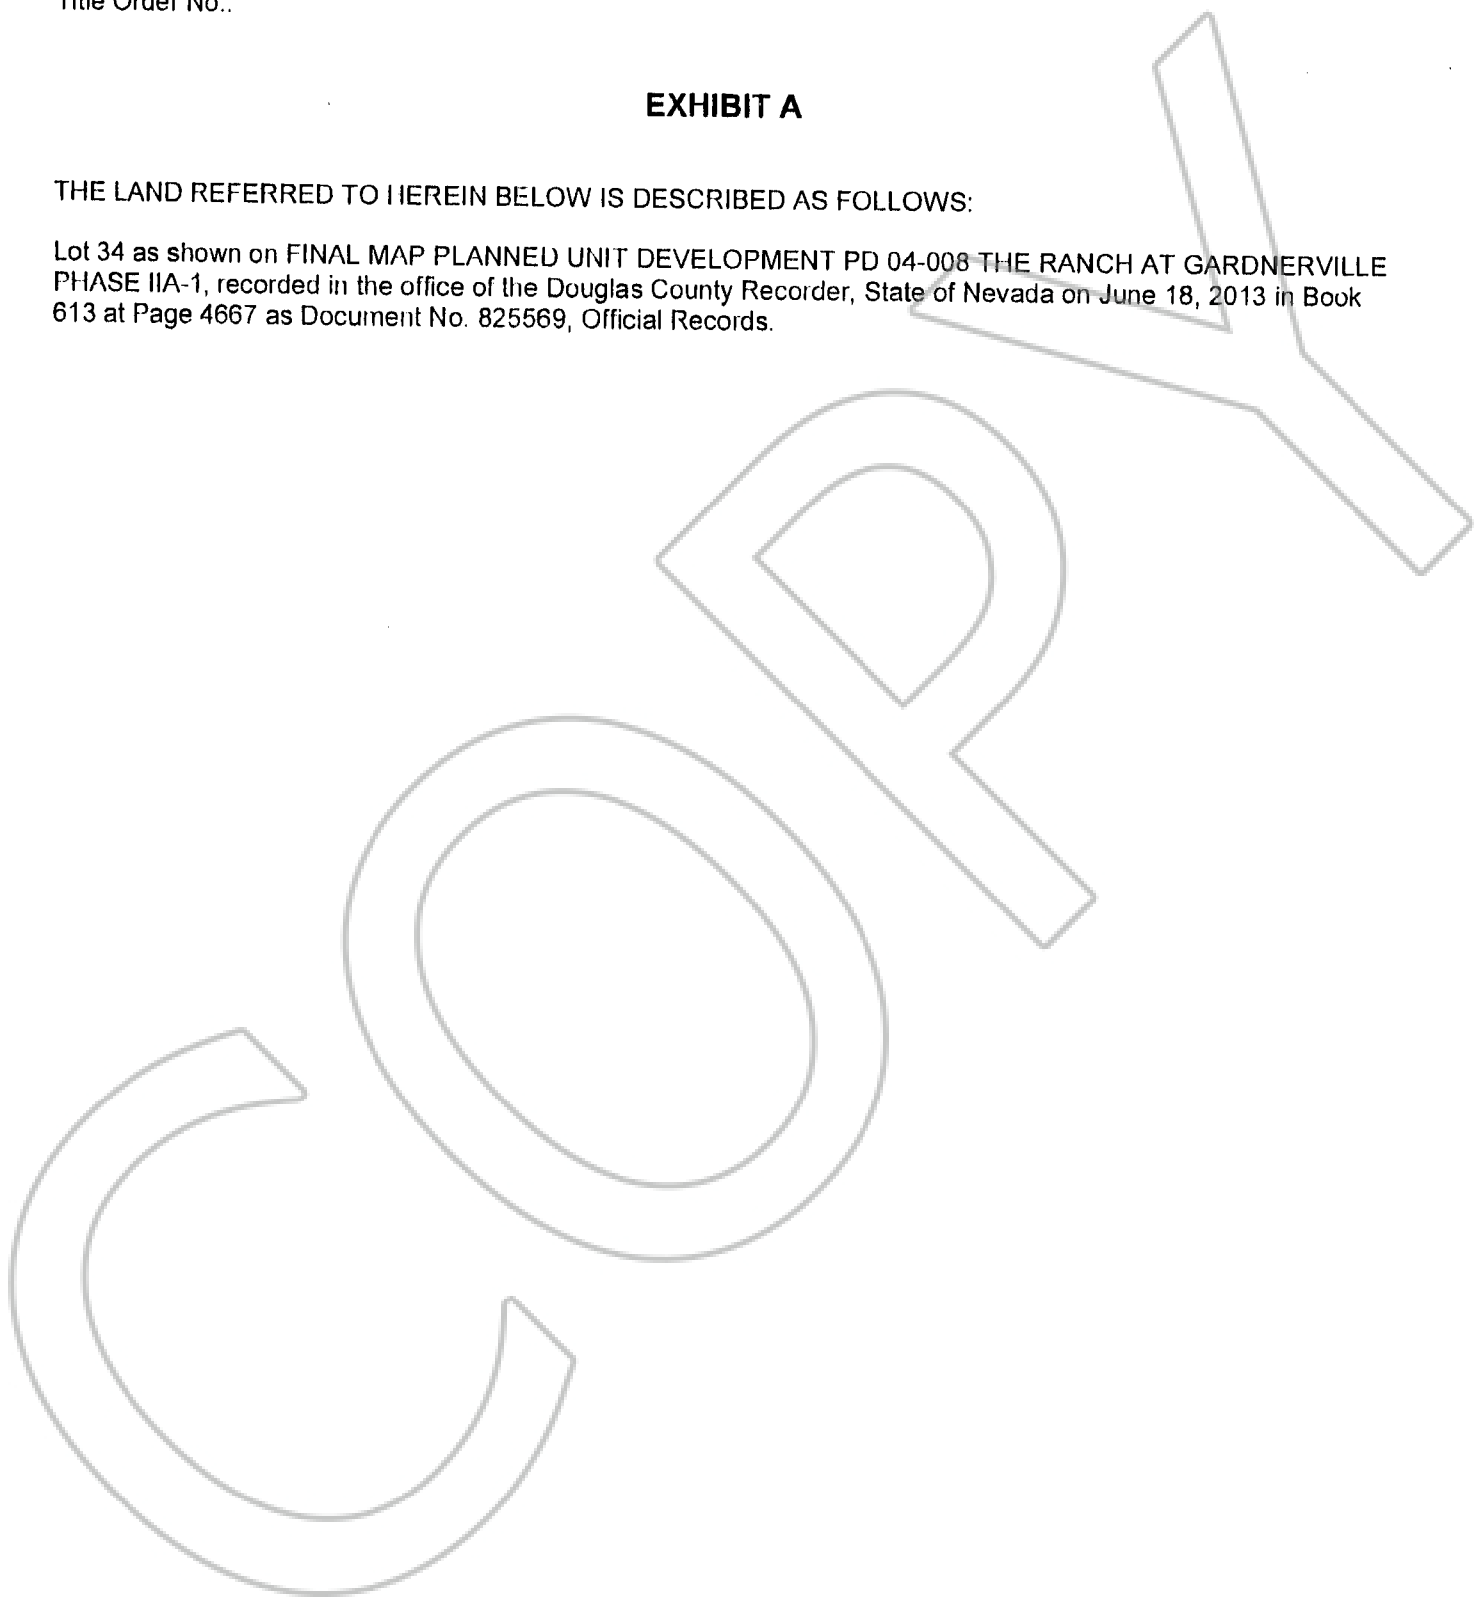 Title Order No.:
EXHIBIT A
THE LAND REFERRED TO HEREIN BELOW IS DESCRIBED AS FOLLOWS:
Lot 34 as shown on FINAL MAP PLANNED UNIT DEVELOPMENT PD 04-008 THE RANCH AT GARDNERVILLE
PHASE IIA-1, recorded in the office of the Douglas County Recorder, State of Nevada on June 18, 2013 in Book
613 at Page 4667 as Document No. 825569, Official Records.
COPY